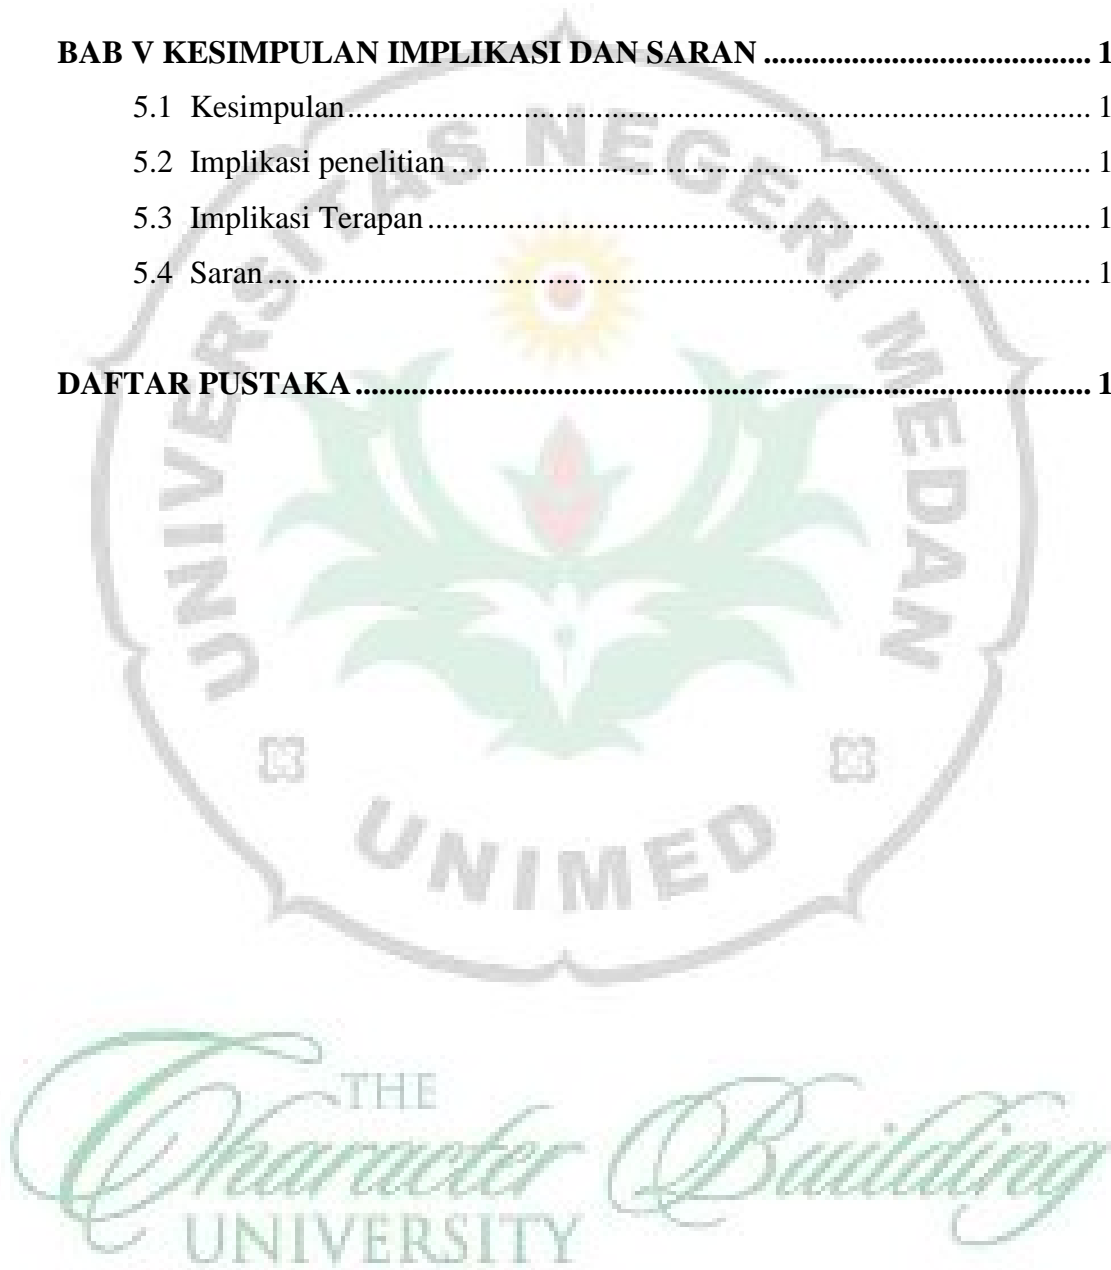 BAB V KESIMPULAN IMPLIKASI DAN SARAN ......................................... 1
5.1 Kesimpulan ............................................................................................. 1
5.2 Implikasi penelitian ................................................................................ 1
5.3 Implikasi Terapan ................................................................................... 1
5.4 Saran ....................................................................................................... 1
DAFTAR PUSTAKA ............................................................................................ 1
UNIVERSITAS NEGERI MEDAN
UNIMED
THE
Character Building
UNIVERSITY